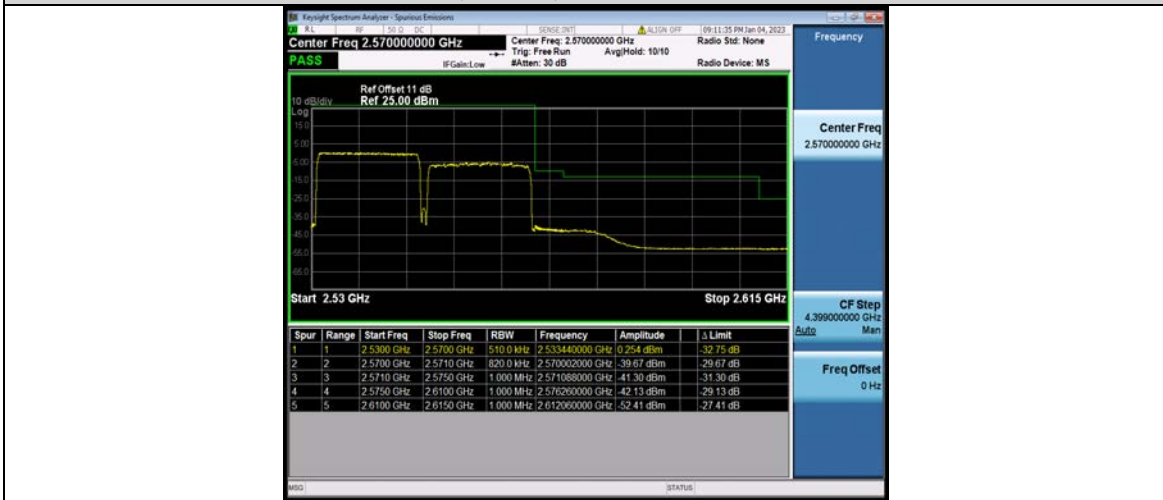 Keysight Spectrum Analyzer - Spurious Emissions
RL RF 50 Ω DC SENSE:INT ALIGN OFF 09:11:35 PM Jan 04, 2023
Center Freq 2.570000000 GHz
Center Freq: 2.570000000 GHz
Radio Std: None
Trig: Free Run Avg|Hold: 10/10
PASS
IFGain:Low
#Atten: 30 dB
Radio Device: MS
Ref Offset 11 dB
10 dB/div Ref 25.00 dBm
Log
15.0
5.00
-5.00
-15.0
-25.0
-35.0
-45.0
-55.0
-65.0
Start 2.53 GHz
Stop 2.615 GHz
Spur Range Start Freq Stop Freq RBW Frequency Amplitude Δ Limit
1 1 2.5300 GHz 2.5700 GHz 510.0 kHz 2.533440000 GHz 0.254 dBm -32.75 dB
2 2 2.5700 GHz 2.5710 GHz 820.0 kHz 2.570002000 GHz -39.67 dBm -29.67 dB
3 3 2.5710 GHz 2.5750 GHz 1.000 MHz 2.571088000 GHz -41.30 dBm -31.30 dB
4 4 2.5750 GHz 2.6100 GHz 1.000 MHz 2.576260000 GHz -42.13 dBm -29.13 dB
5 5 2.6100 GHz 2.6150 GHz 1.000 MHz 2.612060000 GHz -52.41 dBm -27.41 dB
MSG
STATUS
Frequency
Center Freq
2.570000000 GHz
CF Step
4.399000000 GHz
Auto Man
Freq Offset
0 Hz